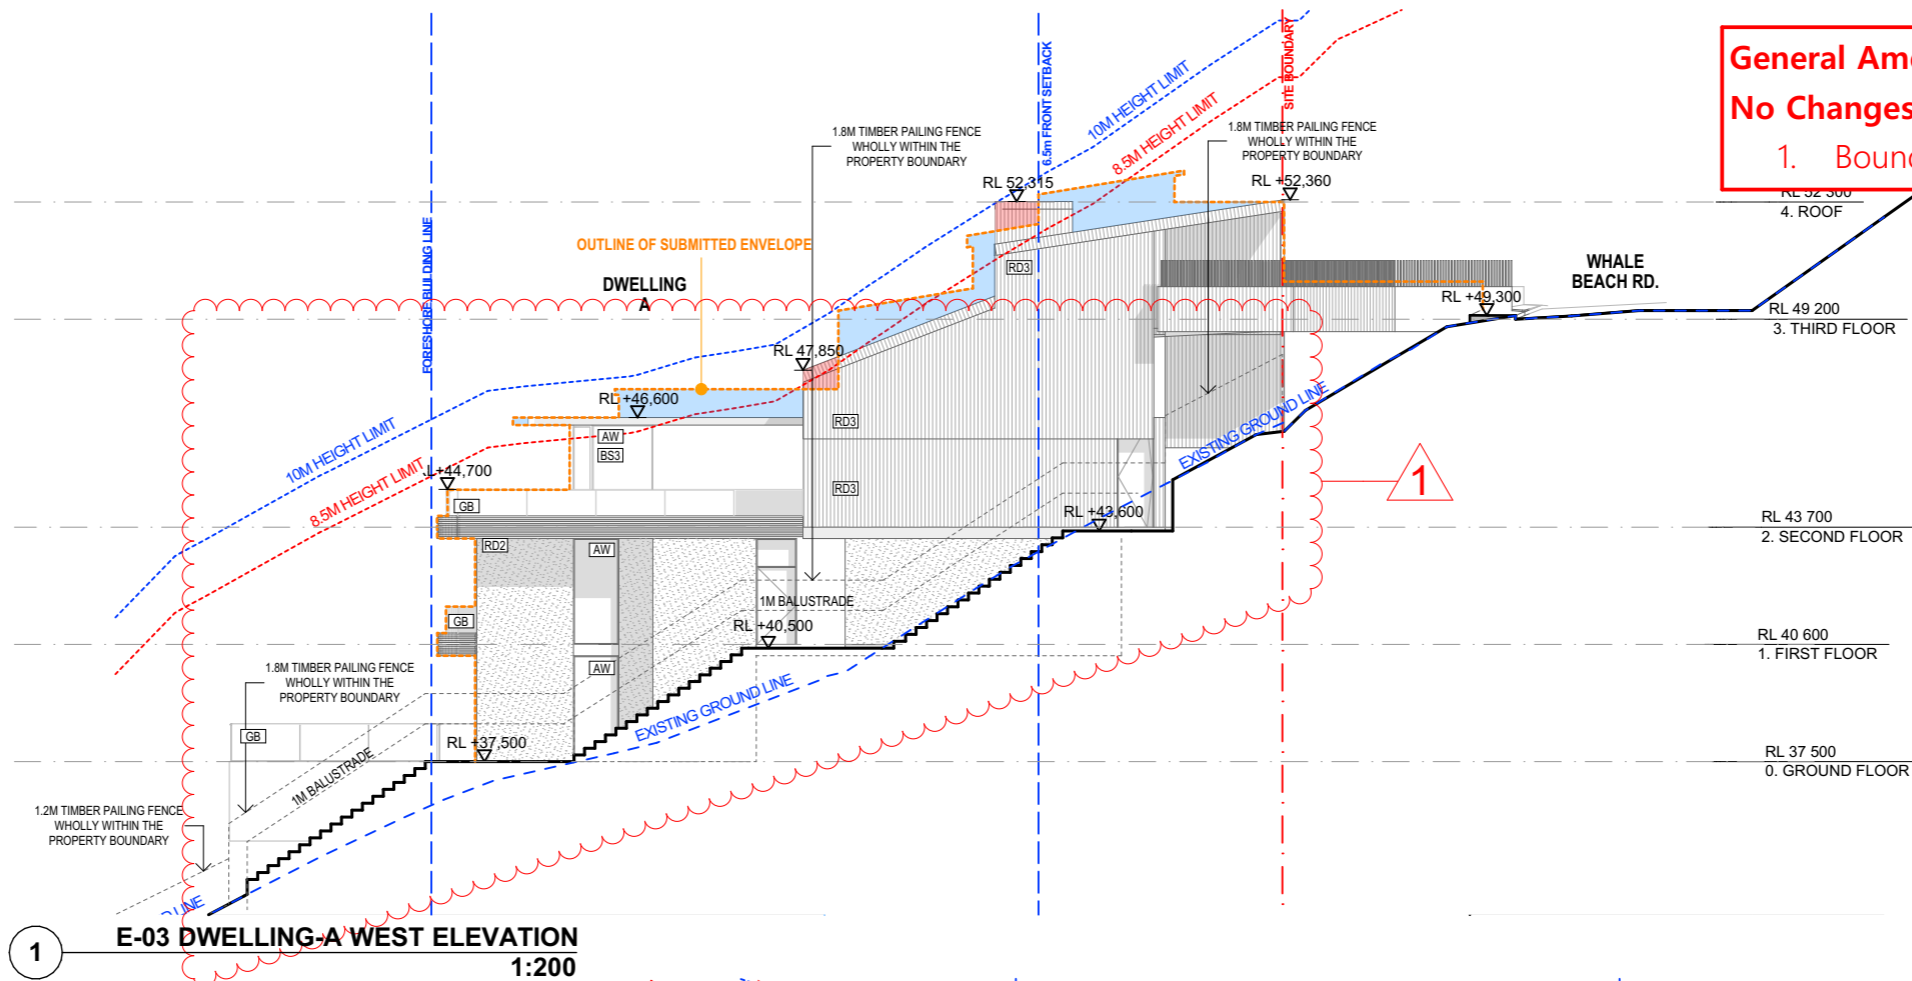 General Am
No Changes
1. Boun
10M HEIGHT LIMIT
8.5M HEIGHT LIMIT
6.5m FRONT SETBACK
SITE BOUNDARY
1.8M TIMBER PAILING FENCE
WHOLLY WITHIN THE
PROPERTY BOUNDARY
1.8M TIMBER PAILING FENCE
WHOLLY WITHIN THE
PROPERTY BOUNDARY
RL 52,315
RL +52,360
RL 52 300
4. ROOF
FORESHORE BUILDING LINE
OUTLINE OF SUBMITTED ENVELOPE
DWELLING
A
RD3
WHALE
BEACH RD.
RL +49,300
RL 49 200
3. THIRD FLOOR
RL 47,850
RL +46,600
RD3
AW
BS3
10M HEIGHT LIMIT
8.5M HEIGHT LIMIT
L+44,700
EXISTING GROUND LINE
1
RD3
GB
RL +43,600
RL 43 700
2. SECOND FLOOR
RD2
AW
1M BALUSTRADE
GB
RL +40,500
RL 40 600
1. FIRST FLOOR
AW
1.8M TIMBER PAILING FENCE
WHOLLY WITHIN THE
PROPERTY BOUNDARY
EXISTING GROUND LINE
GB
RL +37,500
RL 37 500
0. GROUND FLOOR
1M BALUSTRADE
1.2M TIMBER PAILING FENCE
WHOLLY WITHIN THE
PROPERTY BOUNDARY
D LINE
1
E-03 DWELLING-A WEST ELEVATION
1:200